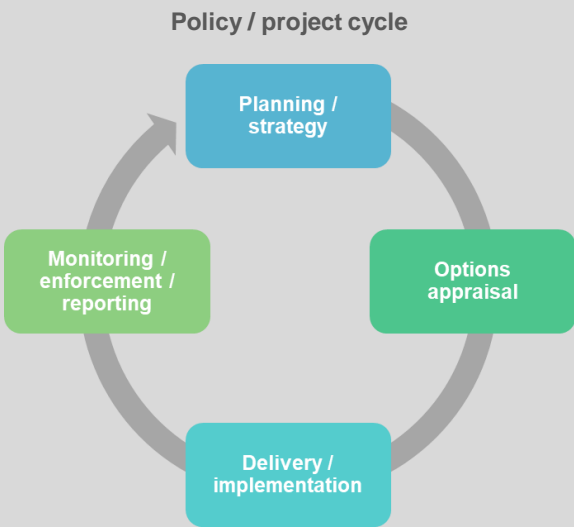 Policy / project cycle
Planning /
strategy
Options
appraisal
Delivery /
implementation
Monitoring /
enforcement /
reporting